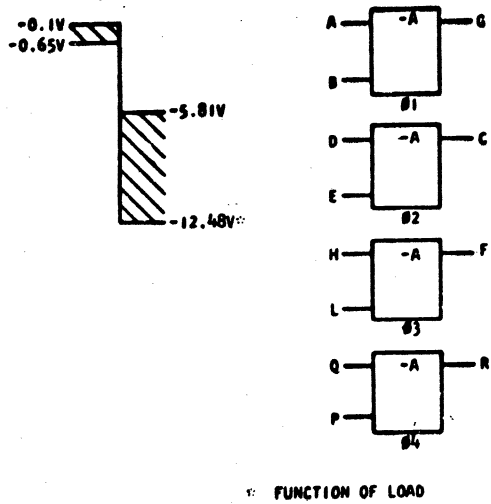 -0.1V
-0.65V
-5.81V
-12.48V*
A -A G
B
Ø1
D -A C
E
Ø2
H -A F
L
Ø3
Q -A R
P
Ø4
* FUNCTION OF LOAD